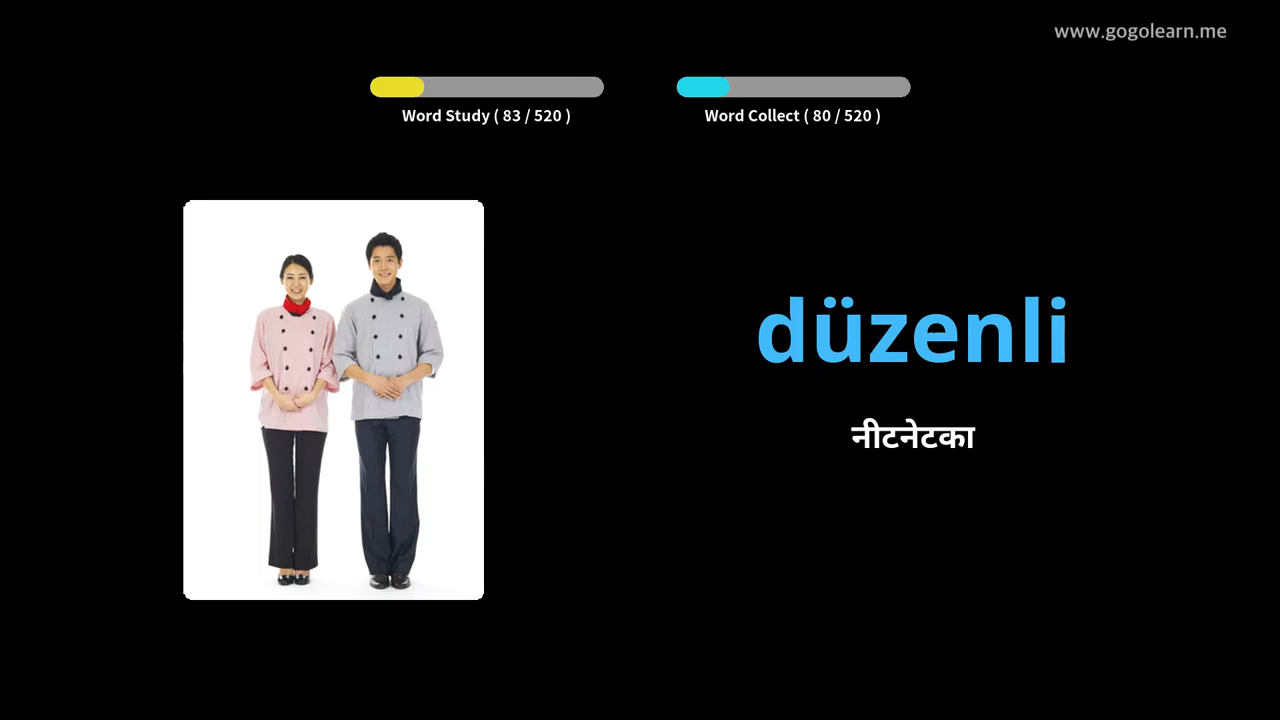 www.gogolearn.me
Word Study ( 83 / 520 )
Word Collect ( 80 / 520 )
düzenli
नीटनेटका